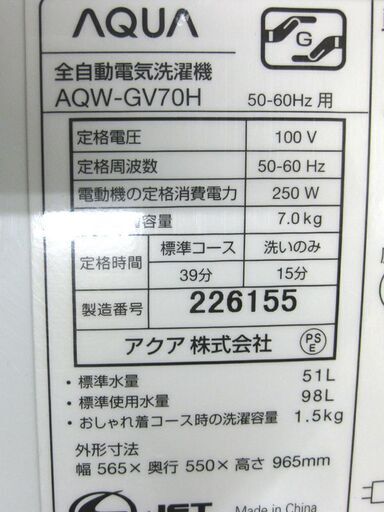 AQUA
G
全自動電気洗濯機
AQW-GV70H 50-60Hz 用
定格電圧 100 V
定格周波数 50-60 Hz
電動機の定格消費電力 250 W
容量 7.0kg
定格時間 標準コース 洗いのみ
39分 15分
製造番号 226155
アクア 株式会社 PSE
・標準水量 51L
・標準使用水量 98L
・おしゃれ着コース時の洗濯容量 1.5kg
外形寸法
幅 565× 奥行 550× 高さ 965mm
JET Made in China